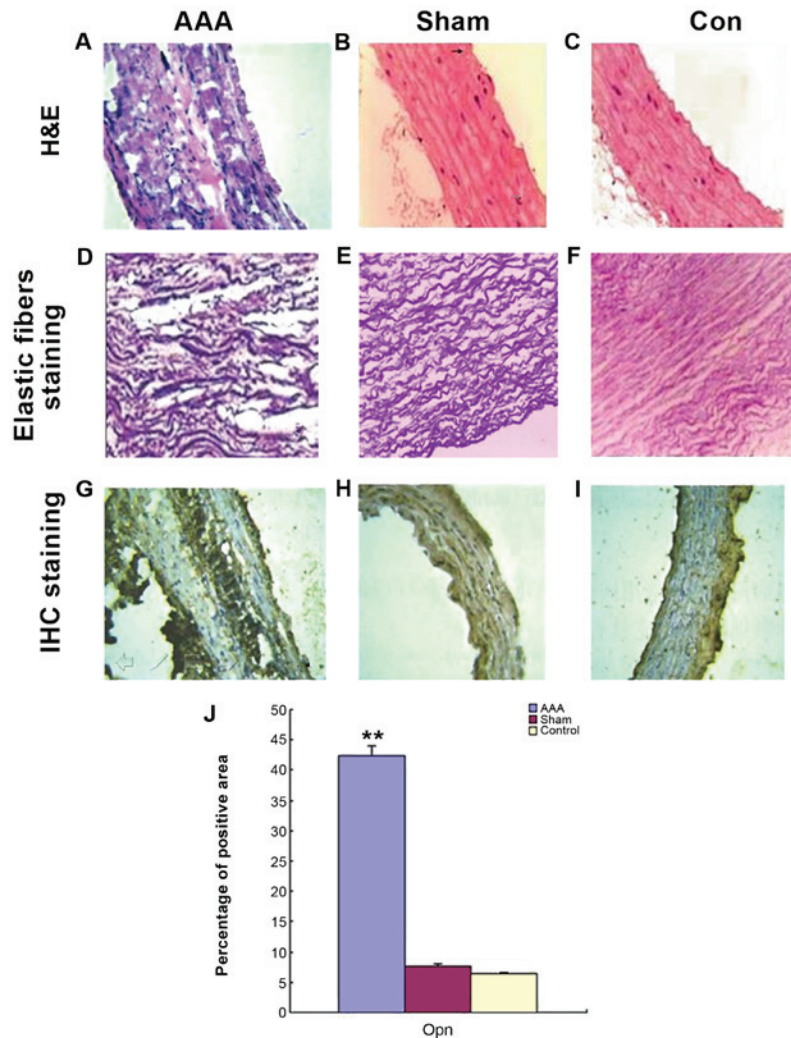 AAA Sham Con
A B C
H&E
D E F
Elastic fibers
staining
G H I
IHC staining
J
AAA
Sham
Control
**
Percentage of positive area
50
45
40
35
30
25
20
15
10
5
0
Opn